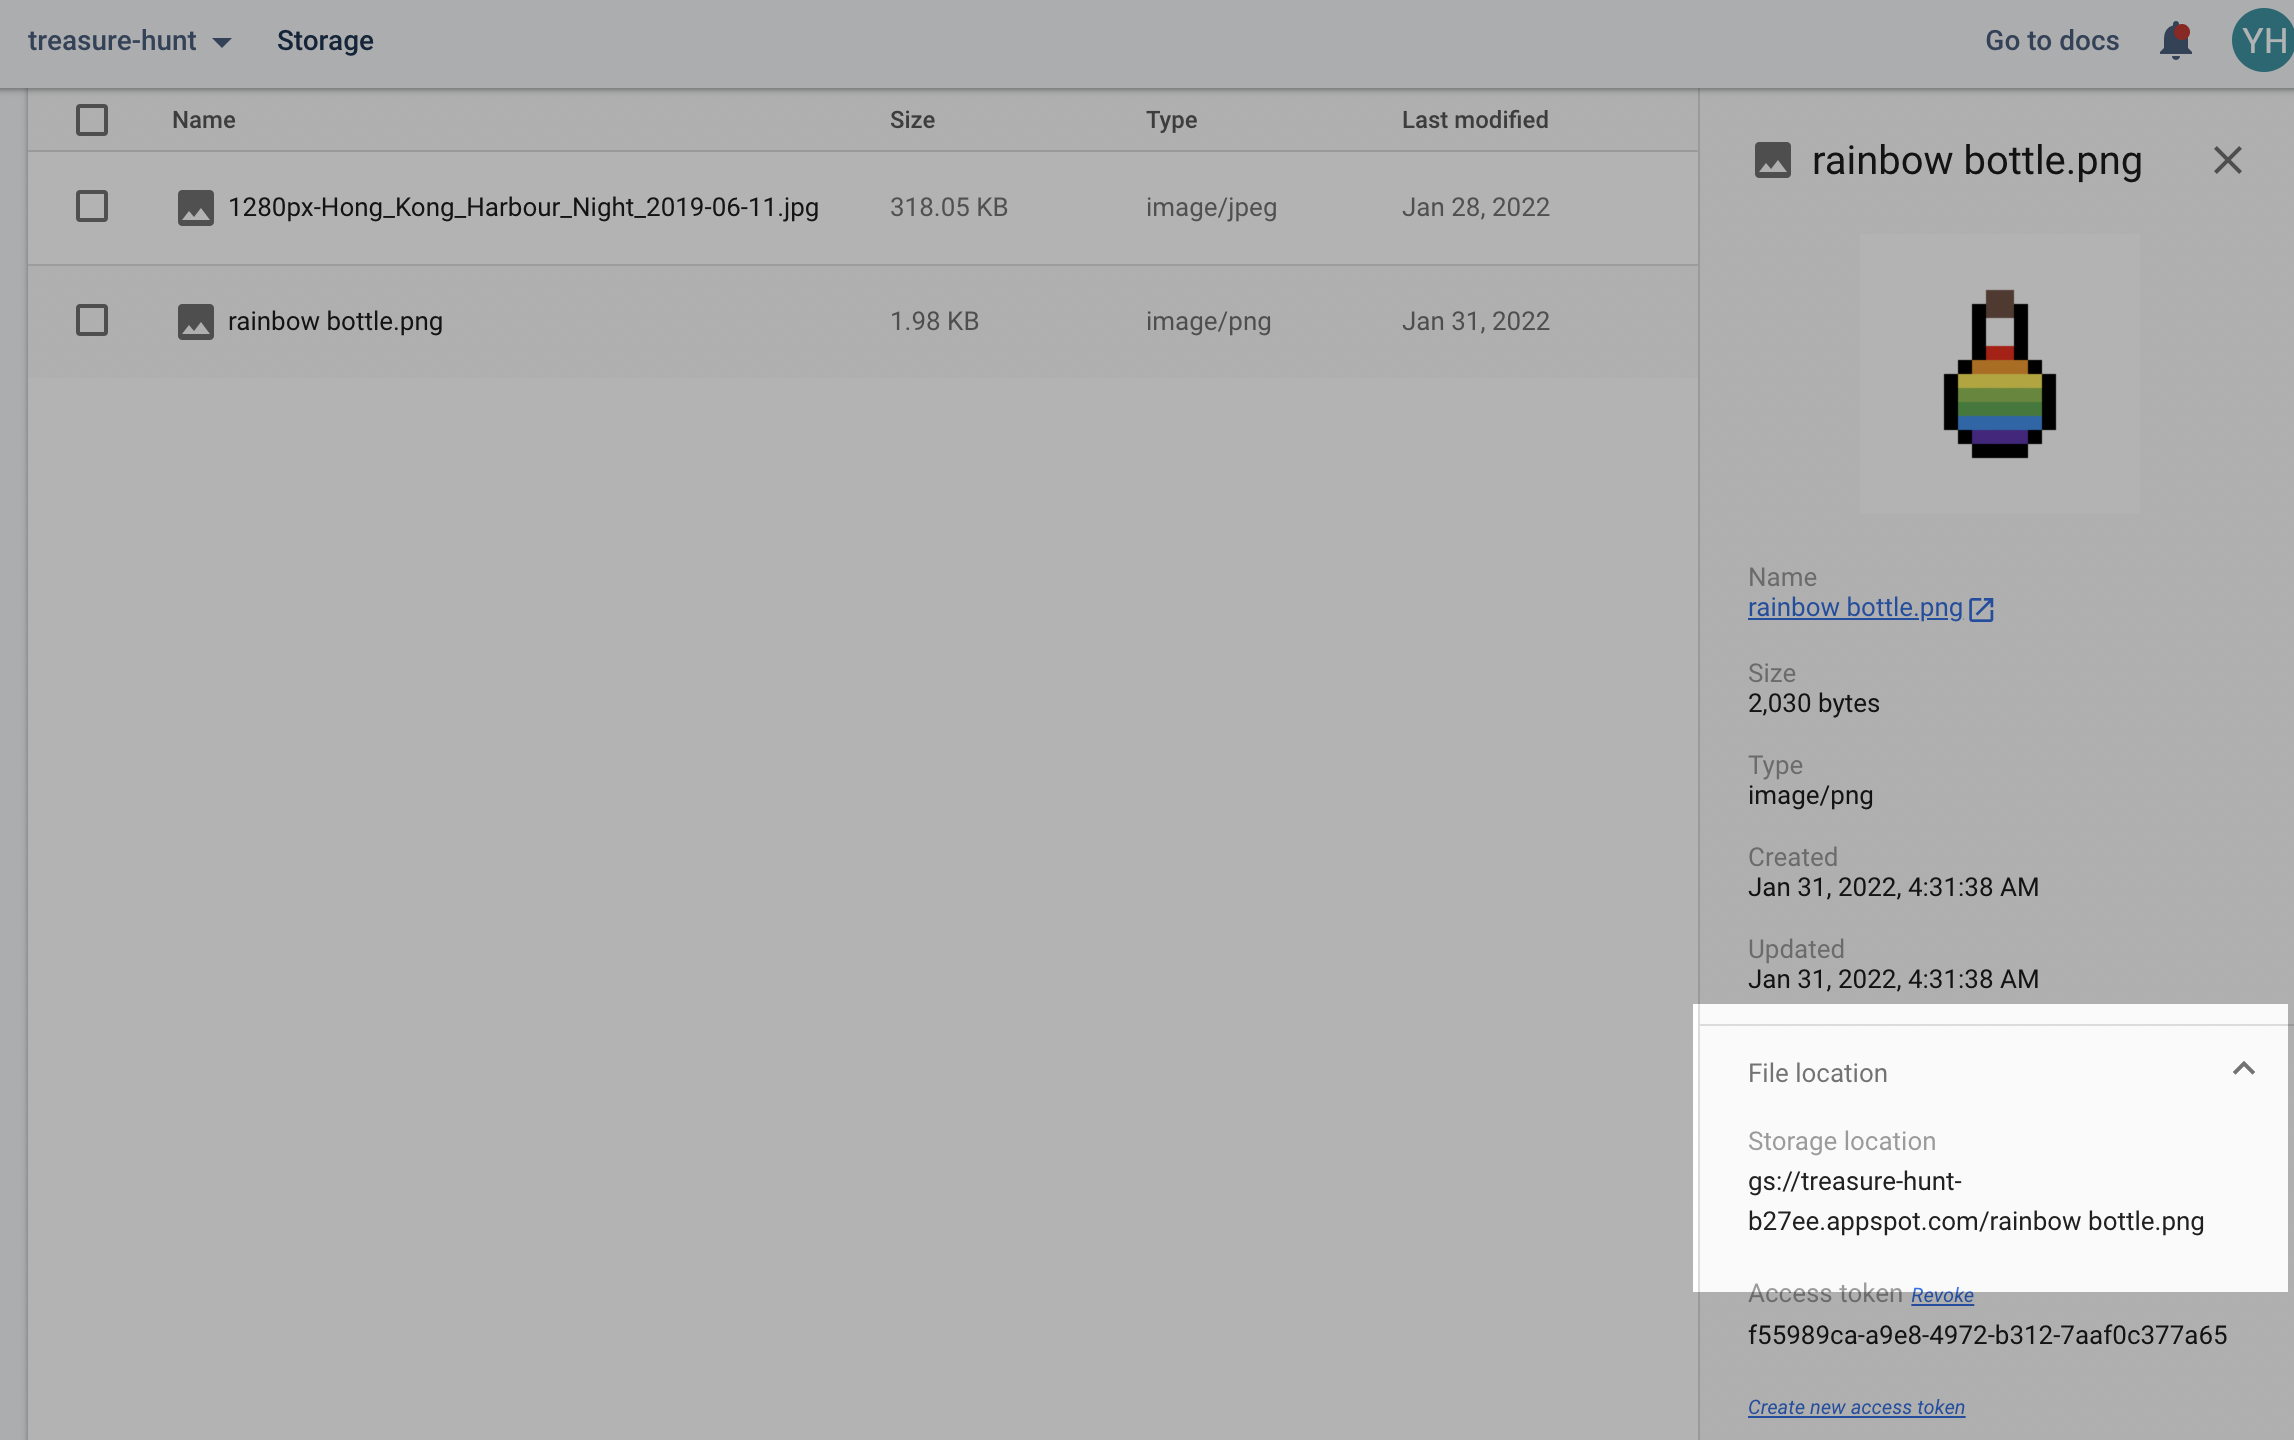 treasure-hunt Storage Go to docs YH
Name Size Type Last modified
1280px-Hong_Kong_Harbour_Night_2019-06-11.jpg 318.05 KB image/jpeg Jan 28, 2022
rainbow bottle.png 1.98 KB image/png Jan 31, 2022
rainbow bottle.png
Name
rainbow bottle.png
Size
2,030 bytes
Type
image/png
Created
Jan 31, 2022, 4:31:38 AM
Updated
Jan 31, 2022, 4:31:38 AM
File location
Storage location
gs://treasure-hunt-
b27ee.appspot.com/rainbow bottle.png
Access token Revoke
f55989ca-a9e8-4972-b312-7aaf0c377a65
Create new access token